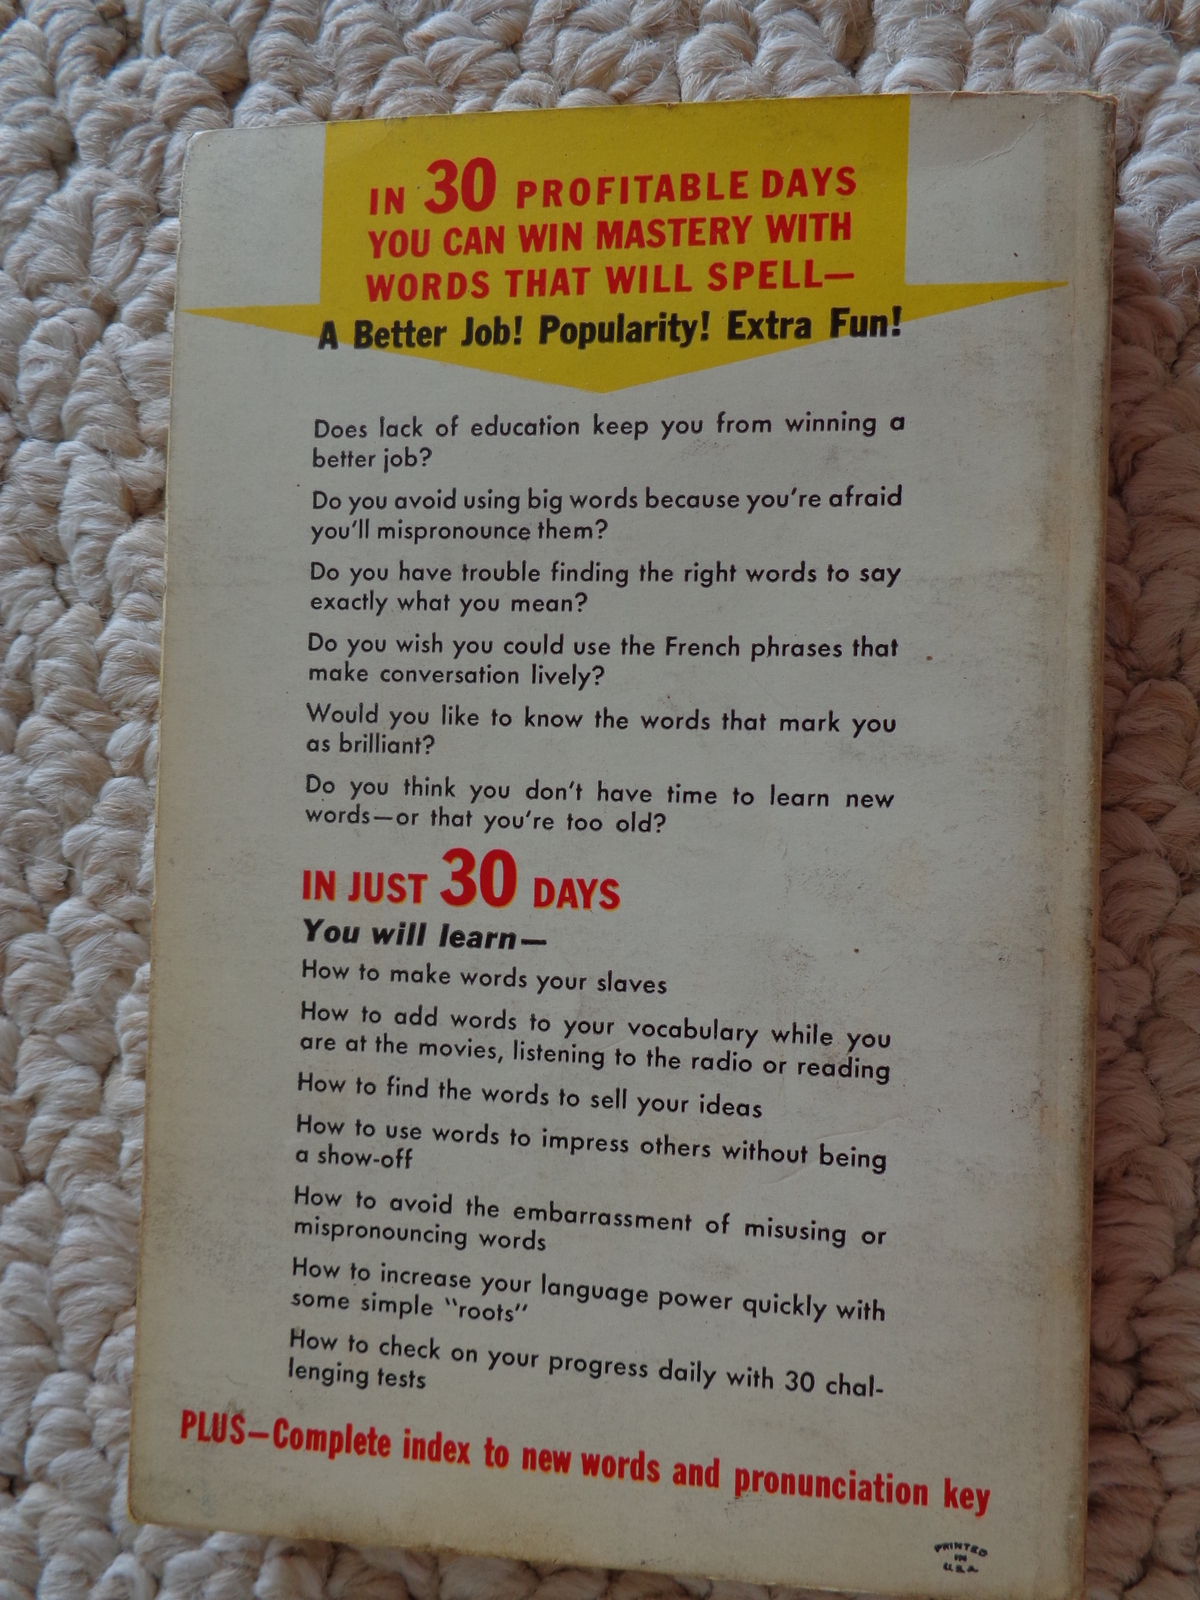 IN 30 PROFITABLE DAYS
YOU CAN WIN MASTERY WITH
WORDS THAT WILL SPELL—
A Better Job! Popularity! Extra Fun!
Does lack of education keep you from winning a
better job?
Do you avoid using big words because you're afraid
you'll mispronounce them?
Do you have trouble finding the right words to say
exactly what you mean?
Do you wish you could use the French phrases that
make conversation lively?
Would you like to know the words that mark you
as brilliant?
Do you think you don't have time to learn new
words—or that you're too old?
IN JUST 30 DAYS
You will learn—
How to make words your slaves
How to add words to your vocabulary while you
are at the movies, listening to the radio or reading
How to find the words to sell your ideas
How to use words to impress others without being
a show-off
How to avoid the embarrassment of misusing or
mispronouncing words
How to increase your language power quickly with
some simple "roots"
How to check on your progress daily with 30 chal-
lenging tests
PLUS—Complete index to new words and pronunciation key
PRINTED
IN
U.S.A.